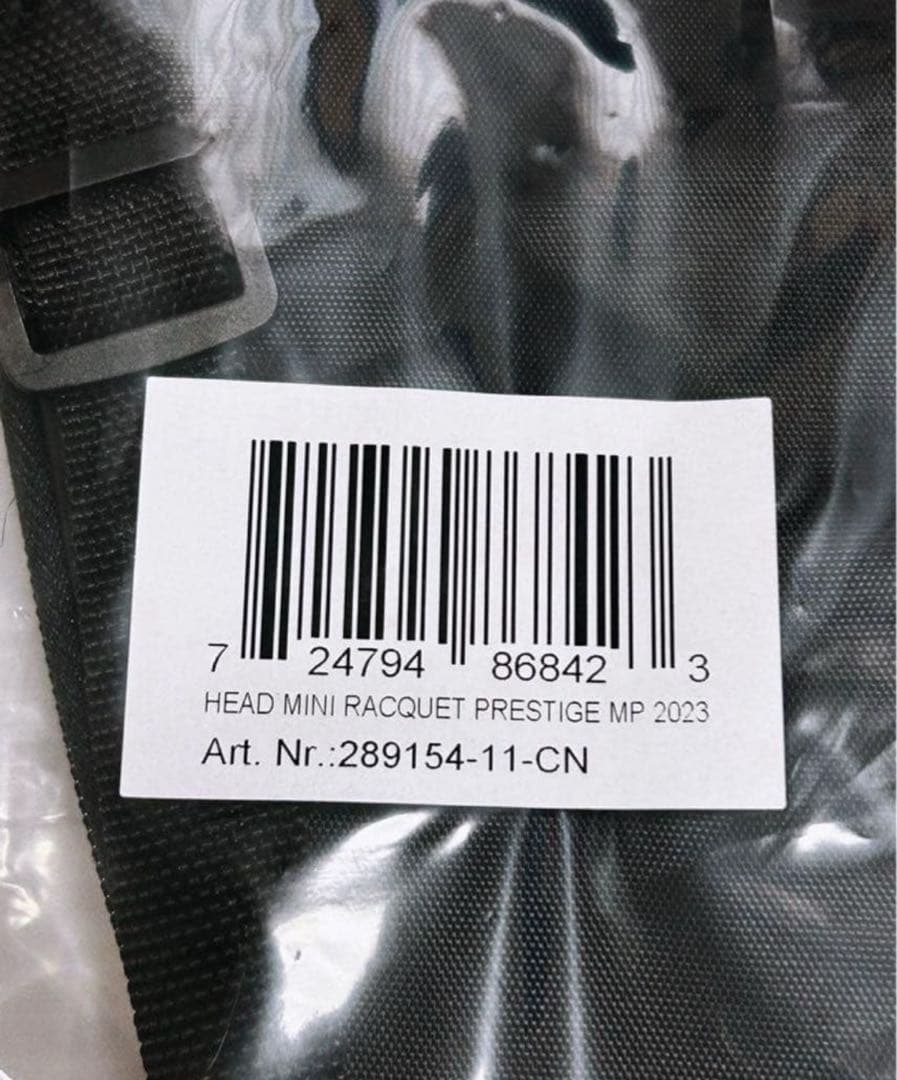 7 24794 86842 3
HEAD MINI RACQUET PRESTIGE MP 2023
Art. Nr.:289154-11-CN